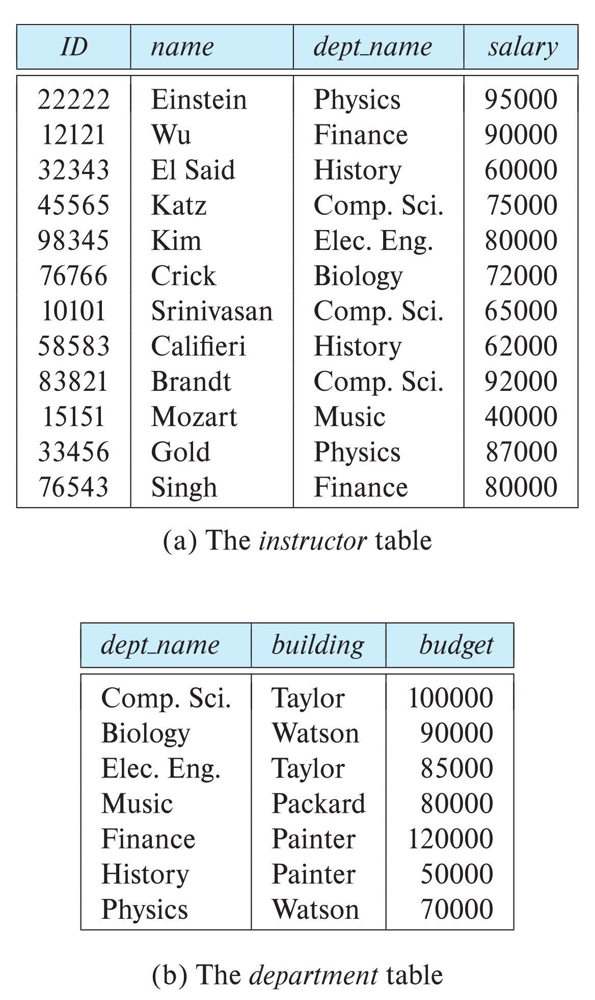 ID name dept_name salary
22222 Einstein Physics 95000
12121 Wu Finance 90000
32343 El Said History 60000
45565 Katz Comp. Sci. 75000
98345 Kim Elec. Eng. 80000
76766 Crick Biology 72000
10101 Srinivasan Comp. Sci. 65000
58583 Califieri History 62000
83821 Brandt Comp. Sci. 92000
15151 Mozart Music 40000
33456 Gold Physics 87000
76543 Singh Finance 80000
(a) The instructor table
dept_name building budget
Comp. Sci. Taylor 100000
Biology Watson 90000
Elec. Eng. Taylor 85000
Music Packard 80000
Finance Painter 120000
History Painter 50000
Physics Watson 70000
(b) The department table